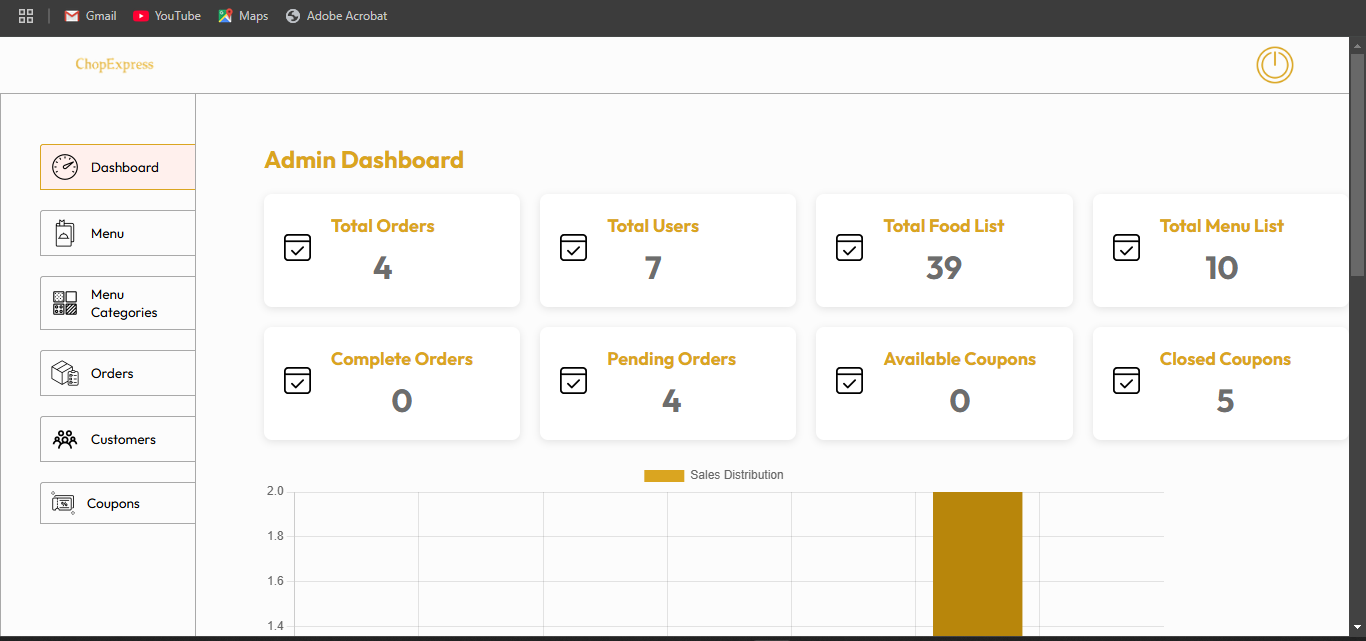 Gmail YouTube Maps Adobe Acrobat
ChopExpress
Dashboard
Menu
Menu
Categories
Orders
Customers
Coupons
Admin Dashboard
Total Orders
4
Total Users
7
Total Food List
39
Total Menu List
10
Complete Orders
0
Pending Orders
4
Available Coupons
0
Closed Coupons
5
Sales Distribution
2.0
1.8
1.6
1.4